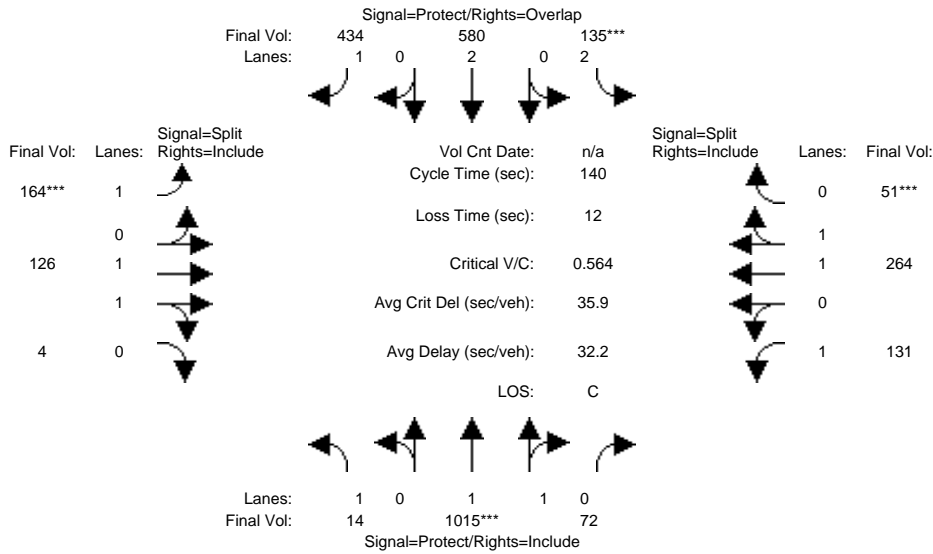 Signal=Protect/Rights=Overlap
Final Vol: 434 580 135***
Lanes: 1 0 2 0 2
Signal=Split
Final Vol: Lanes: Rights=Include
Vol Cnt Date: n/a
Signal=Split
Rights=Include Lanes: Final Vol:
Cycle Time (sec): 140
164*** 1
0 51***
Loss Time (sec): 12
0
1
126 1
Critical V/C: 0.564
1 264
1
Avg Crit Del (sec/veh): 35.9
0
4 0
Avg Delay (sec/veh): 32.2
1 131
LOS: C
Lanes: 1 0 1 1 0
Final Vol: 14 1015*** 72
Signal=Protect/Rights=Include